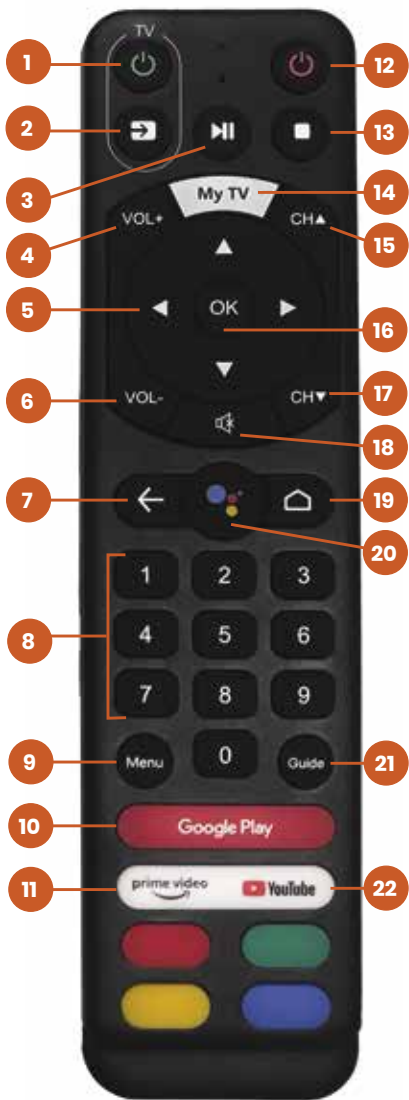 TV
1
12
2
13
3
My TV
14
4
VOL+
CH▲
15
5
OK
16
6
VOL-
CH▼
17
18
7
19
20
1 2 3
8
4 5 6
7 8 9
9
Menu
0
Guide
21
10
Google Play
11
prime video
YouTube
22